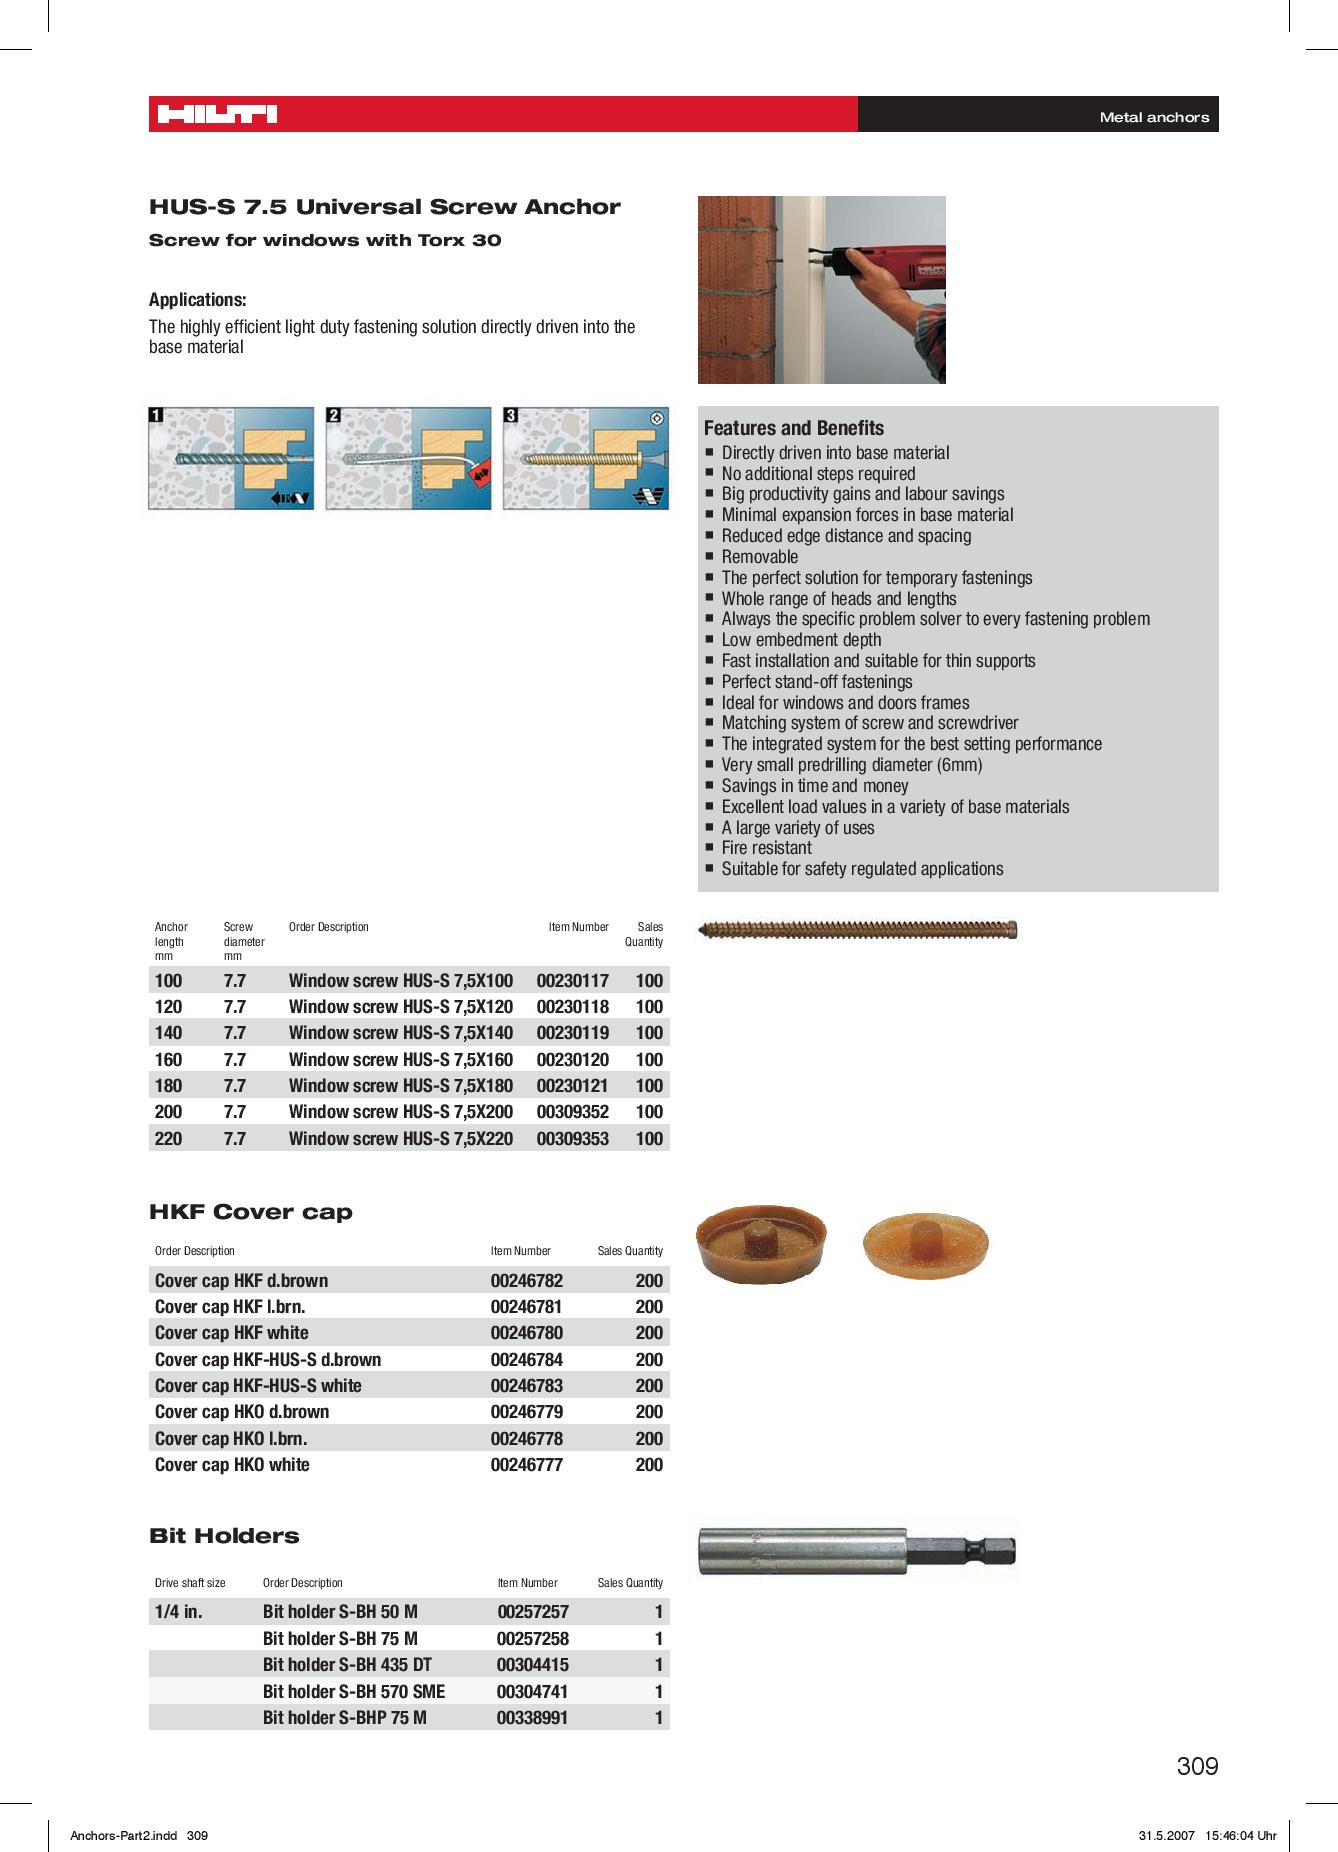 HILTI
Metal anchors
HUS-S 7.5 Universal Screw Anchor
Screw for windows with Torx 30
Applications:
The highly efficient light duty fastening solution directly driven into the
base material
1
2
3
Features and Benefits
Directly driven into base material
No additional steps required
Big productivity gains and labour savings
Minimal expansion forces in base material
Reduced edge distance and spacing
Removable
The perfect solution for temporary fastenings
Whole range of heads and lengths
Always the specific problem solver to every fastening problem
Low embedment depth
Fast installation and suitable for thin supports
Perfect stand-off fastenings
Ideal for windows and doors frames
Matching system of screw and screwdriver
The integrated system for the best setting performance
Very small predrilling diameter (6mm)
Savings in time and money
Excellent load values in a variety of base materials
A large variety of uses
Fire resistant
Suitable for safety regulated applications
Anchor length mm Screw diameter mm Order Description Item Number Sales Quantity
100 7.7 Window screw HUS-S 7,5X100 00230117 100
120 7.7 Window screw HUS-S 7,5X120 00230118 100
140 7.7 Window screw HUS-S 7,5X140 00230119 100
160 7.7 Window screw HUS-S 7,5X160 00230120 100
180 7.7 Window screw HUS-S 7,5X180 00230121 100
200 7.7 Window screw HUS-S 7,5X200 00309352 100
220 7.7 Window screw HUS-S 7,5X220 00309353 100
HKF Cover cap
Order Description Item Number Sales Quantity
Cover cap HKF d.brown 00246782 200
Cover cap HKF l.brn. 00246781 200
Cover cap HKF white 00246780 200
Cover cap HKF-HUS-S d.brown 00246784 200
Cover cap HKF-HUS-S white 00246783 200
Cover cap HKO d.brown 00246779 200
Cover cap HKO l.brn. 00246778 200
Cover cap HKO white 00246777 200
Bit Holders
Drive shaft size Order Description Item Number Sales Quantity
1/4 in. Bit holder S-BH 50 M 00257257 1
Bit holder S-BH 75 M 00257258 1
Bit holder S-BH 435 DT 00304415 1
Bit holder S-BH 570 SME 00304741 1
Bit holder S-BHP 75 M 00338991 1
309
Anchors-Part2.indd 309
31.5.2007 15:46:04 Uhr